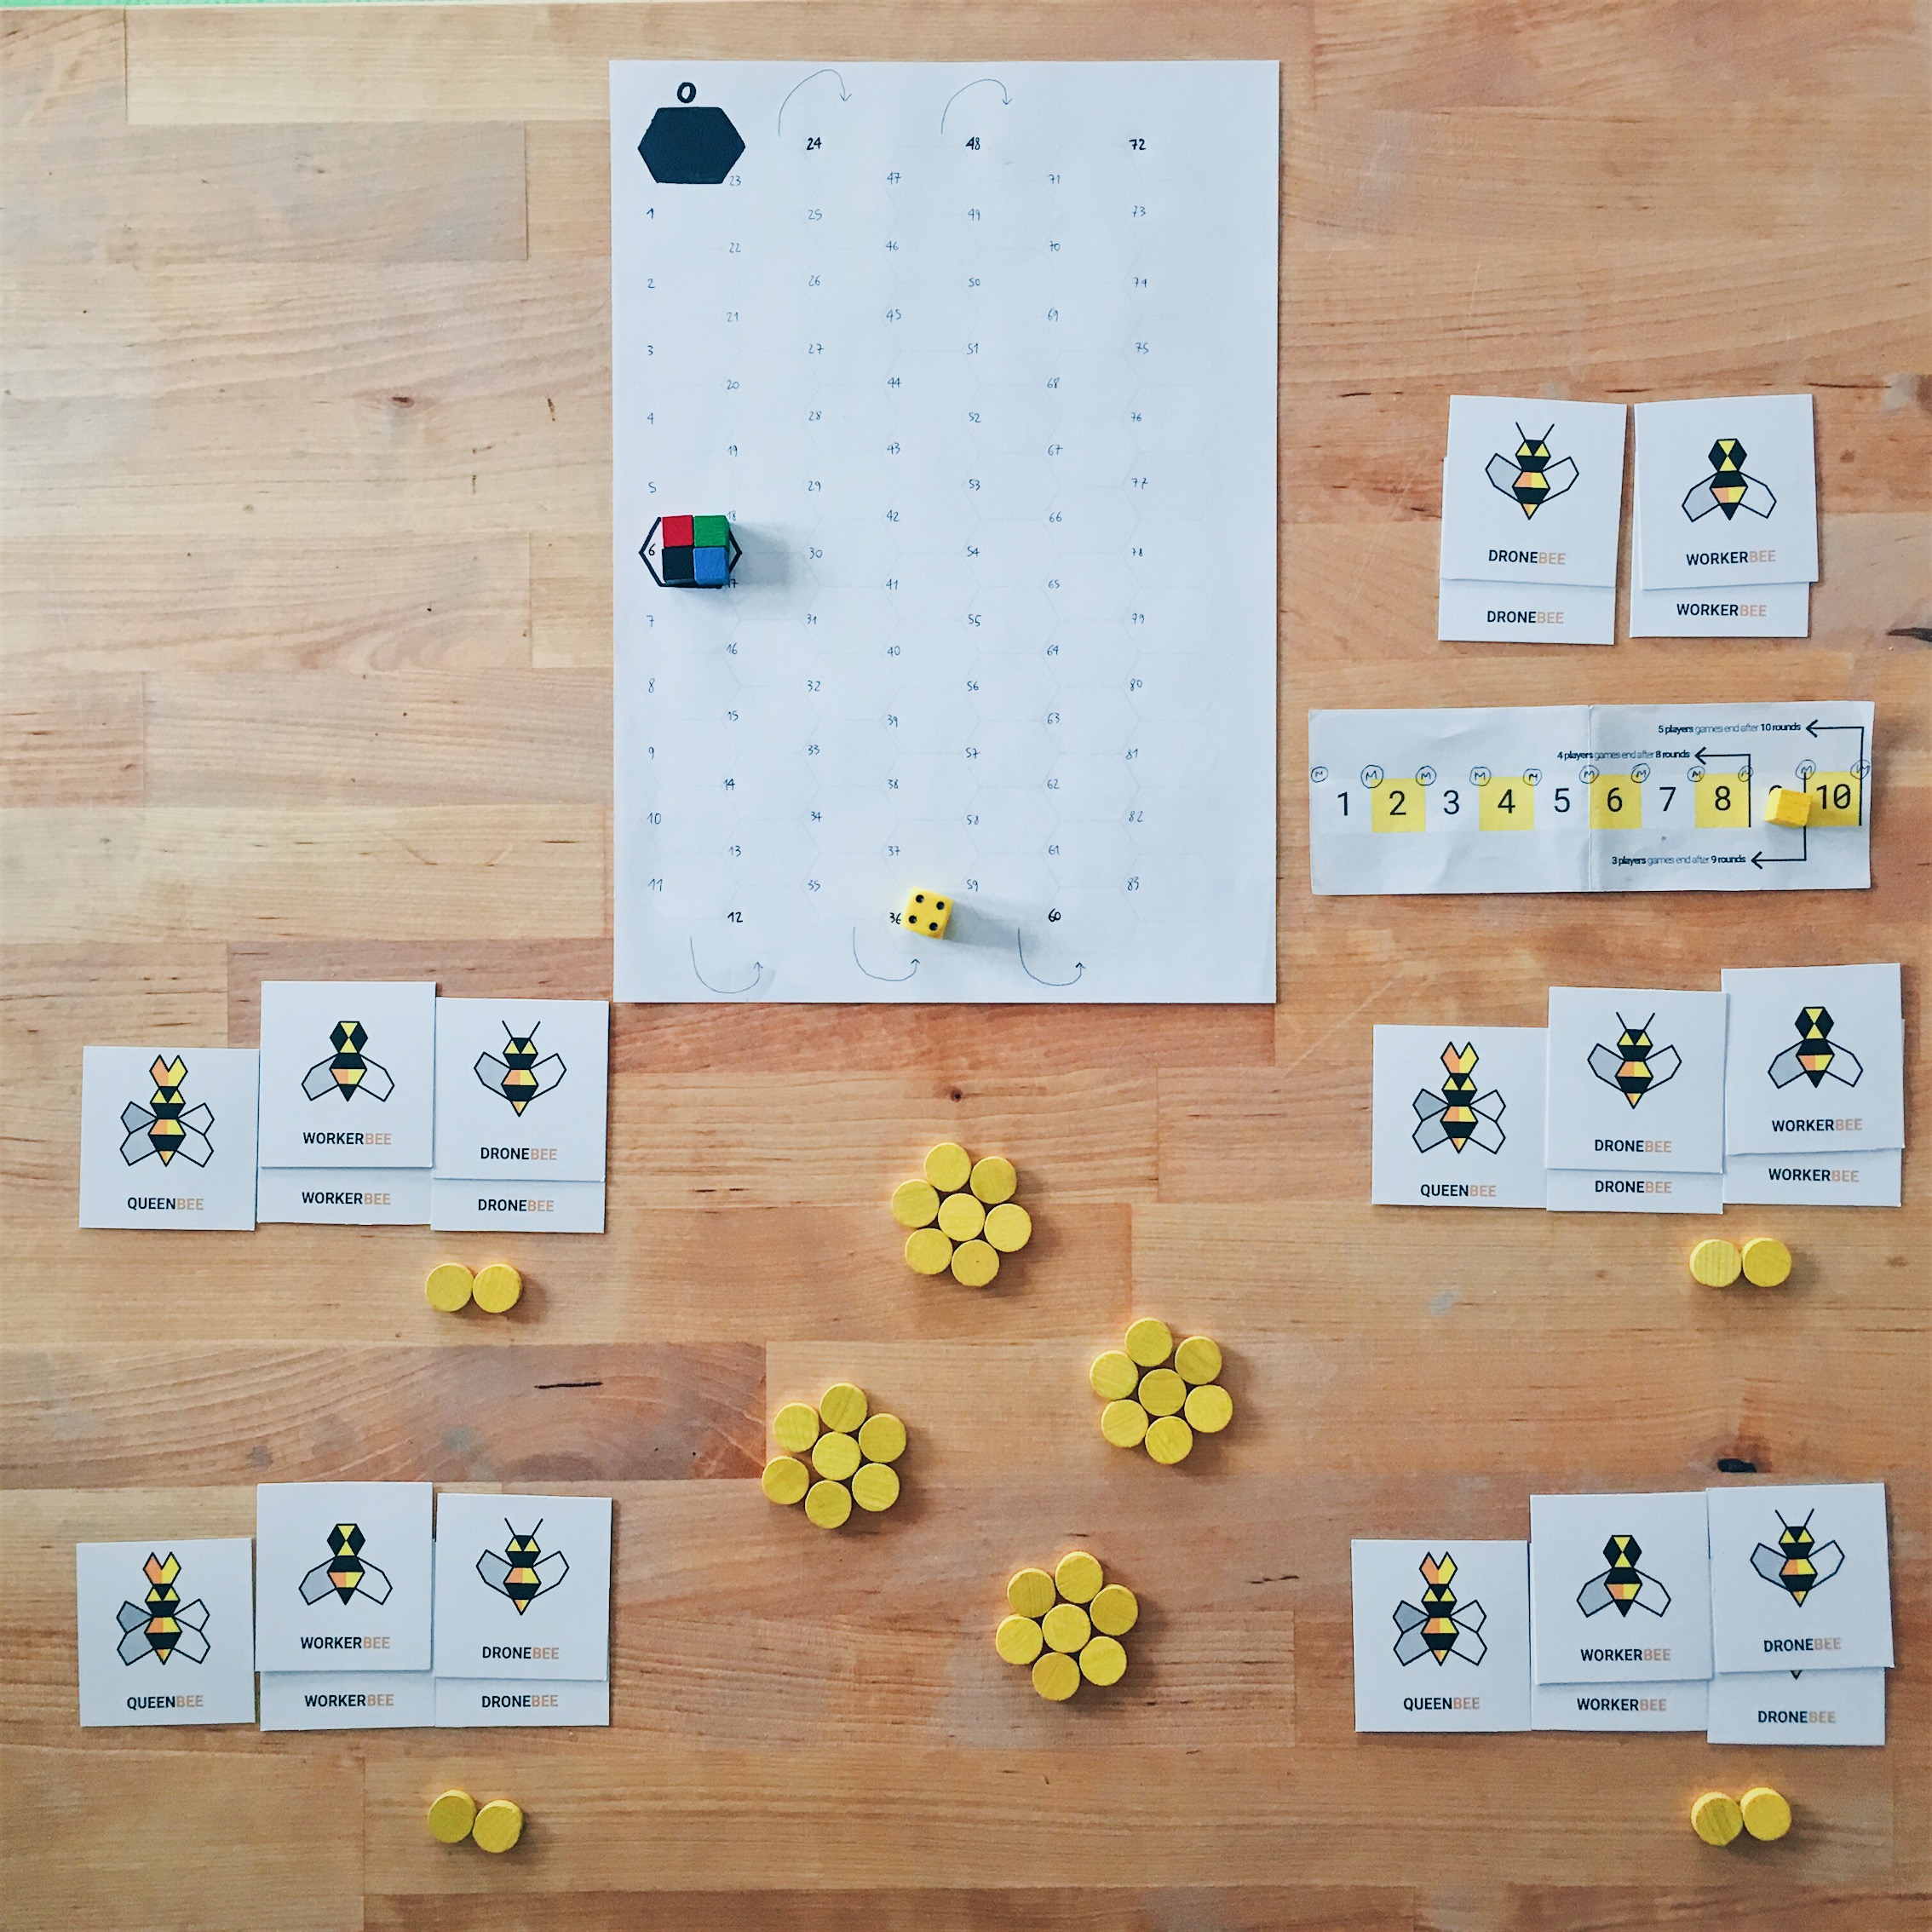 0
24 48 72
23 47 71
1 25 49 73
22 46 70
2 26 50 74
21 45 69
3 27 51 75
20 44 68
4 28 52 76
19 43 67
5 29 53 77
18 42 66
6 30 54 78
17 41 65
7 31 55 79
16 40 64
8 32 56 80
15 39 63
9 33 57 81
14 38 62
10 34 58 82
13 37 61
11 35 59 83
12 36 60
DRONEBEE
DRONEBEE
WORKERBEE
WORKERBEE
5 players games end after 10 rounds
4 players games end after 8 rounds
M M M M M M M M M
1 2 3 4 5 6 7 8 10
3 players games end after 9 rounds
QUEENBEE
WORKERBEE
WORKERBEE
DRONEBEE
DRONEBEE
QUEENBEE
DRONEBEE
DRONEBEE
WORKERBEE
WORKERBEE
QUEENBEE
WORKERBEE
WORKERBEE
DRONEBEE
DRONEBEE
QUEENBEE
WORKERBEE
WORKERBEE
DRONEBEE
DRONEBEE